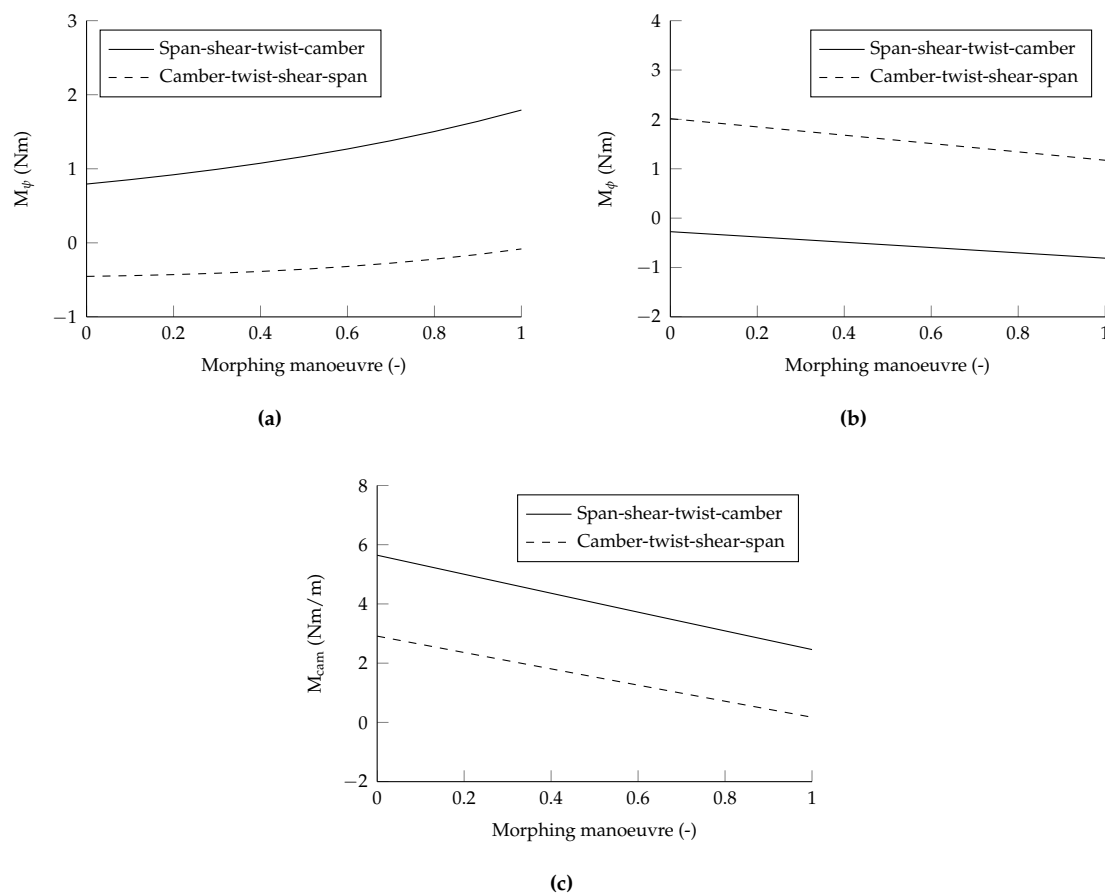 3
2
1
0
−1
M_ψ (Nm)
Span-shear-twist-camber
Camber-twist-shear-span
0 0.2 0.4 0.6 0.8 1
Morphing manoeuvre (-)
(a)
4
3
2
1
0
−1
−2
M_ϕ (Nm)
Span-shear-twist-camber
Camber-twist-shear-span
0 0.2 0.4 0.6 0.8 1
Morphing manoeuvre (-)
(b)
8
6
4
2
0
−2
M_cam (Nm/m)
Span-shear-twist-camber
Camber-twist-shear-span
0 0.2 0.4 0.6 0.8 1
Morphing manoeuvre (-)
(c)